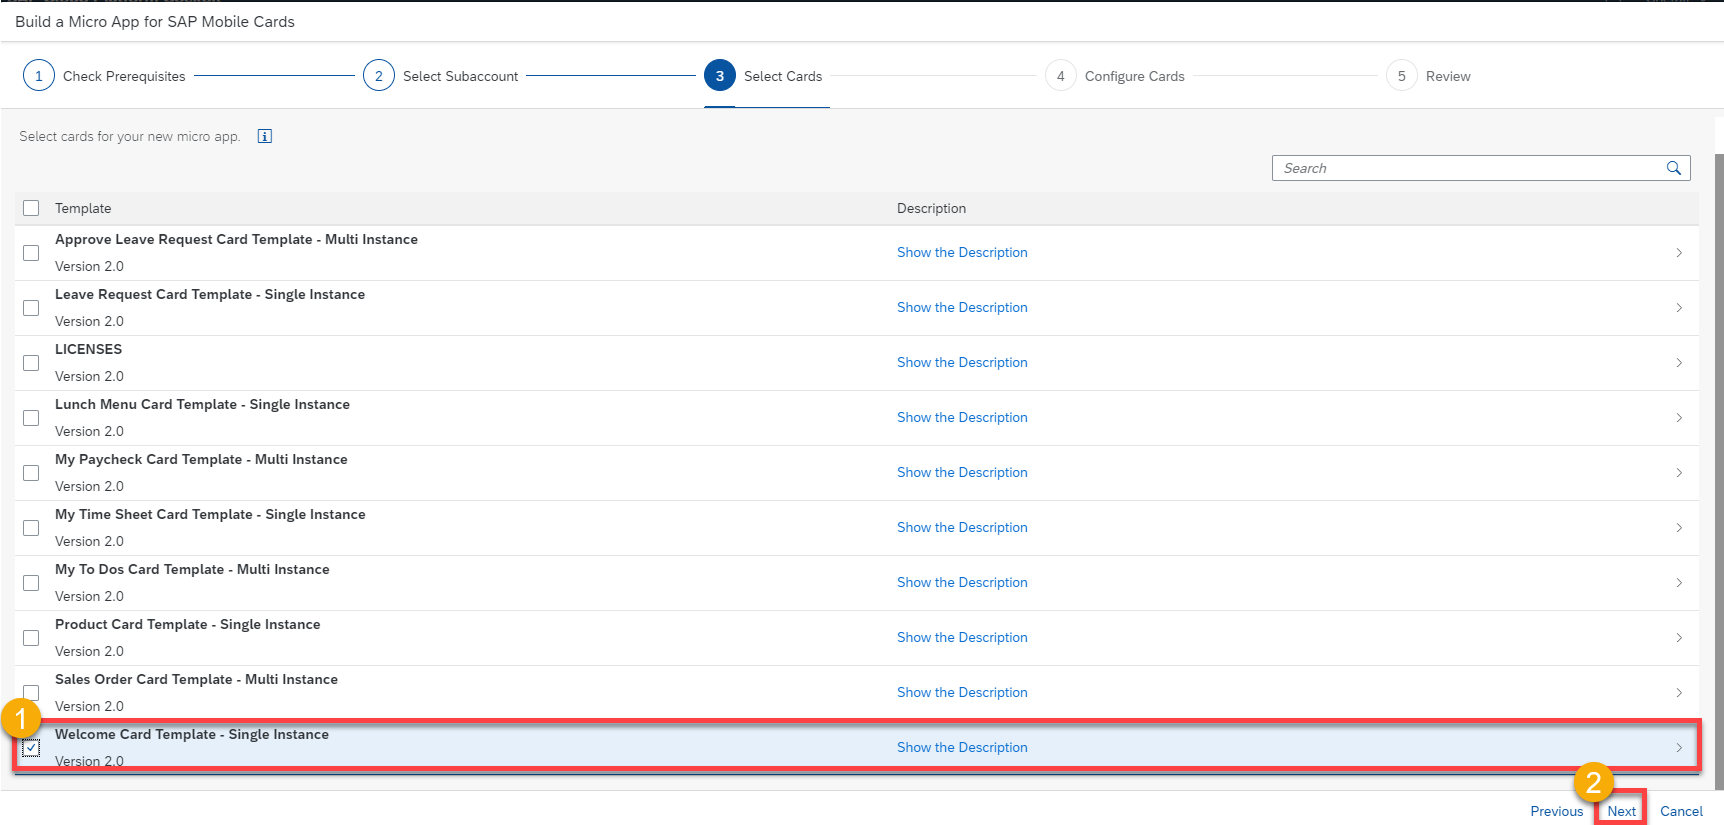 Build a Micro App for SAP Mobile Cards
1 Check Prerequisites 2 Select Subaccount 3 Select Cards 4 Configure Cards 5 Review
Select cards for your new micro app. i
Search
Template Description
Approve Leave Request Card Template - Multi Instance
Version 2.0
Show the Description
Leave Request Card Template - Single Instance
Version 2.0
Show the Description
LICENSES
Version 2.0
Show the Description
Lunch Menu Card Template - Single Instance
Version 2.0
Show the Description
My Paycheck Card Template - Multi Instance
Version 2.0
Show the Description
My Time Sheet Card Template - Single Instance
Version 2.0
Show the Description
My To Dos Card Template - Multi Instance
Version 2.0
Show the Description
Product Card Template - Single Instance
Version 2.0
Show the Description
Sales Order Card Template - Multi Instance
Version 2.0
Show the Description
1
Welcome Card Template - Single Instance
Version 2.0
Show the Description
2
Previous Next Cancel